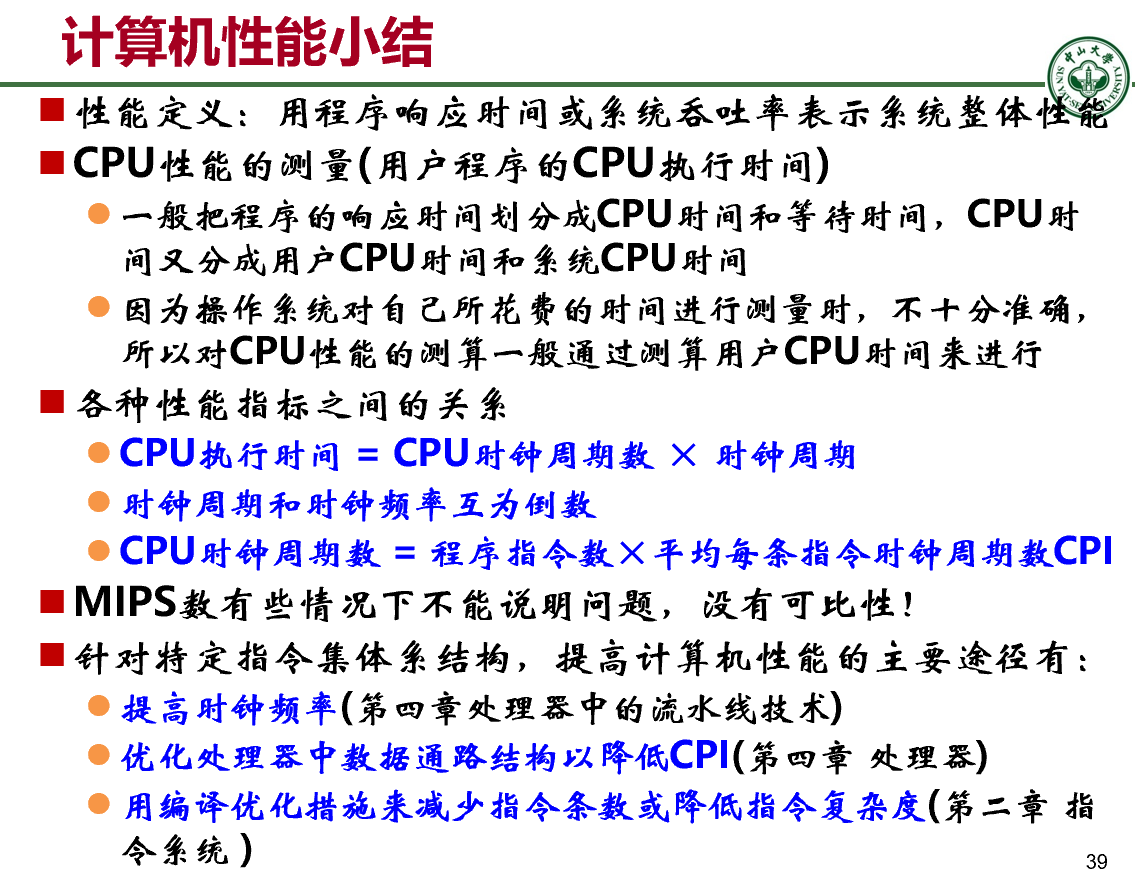 计算机性能小结
中山大学
SUN YAT-SEN UNIVERSITY
性能定义：用程序响应时间或系统吞吐率表示系统整体性能
CPU性能的测量(用户程序的CPU执行时间)
一般把程序的响应时间划分成CPU时间和等待时间，CPU时
间又分成用户CPU时间和系统CPU时间
因为操作系统对自己所花费的时间进行测量时，不十分准确，
所以对CPU性能的测算一般通过测算用户CPU时间来进行
各种性能指标之间的关系
CPU执行时间 = CPU时钟周期数 × 时钟周期
时钟周期和时钟频率互为倒数
CPU时钟周期数 = 程序指令数×平均每条指令时钟周期数CPI
MIPS数有些情况下不能说明问题，没有可比性！
针对特定指令集体系结构，提高计算机性能的主要途径有：
提高时钟频率(第四章处理器中的流水线技术)
优化处理器中数据通路结构以降低CPI(第四章 处理器)
用编译优化措施来减少指令条数或降低指令复杂度(第二章 指
令系统 )
39